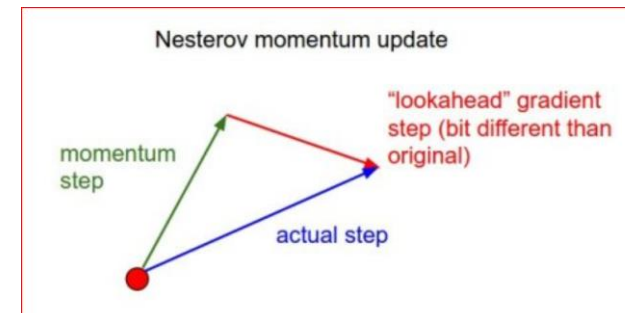 Nesterov momentum update
“lookahead” gradient
step (bit different than
original)
momentum
step
actual step